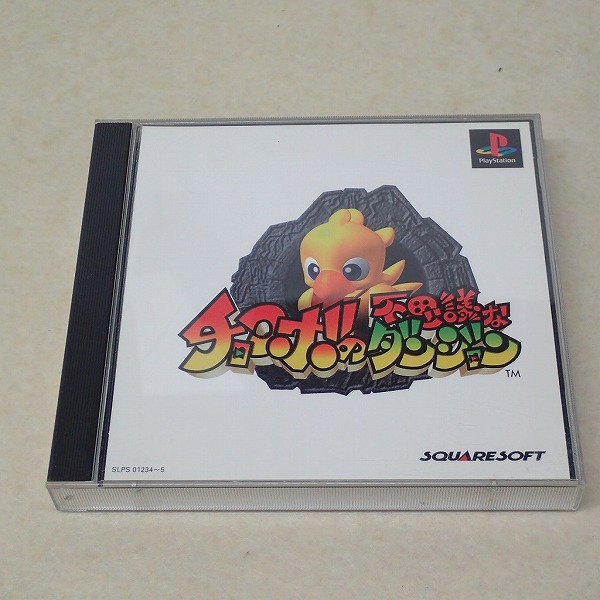 PlayStation
チョコボの
不思議な
ダンジョン
TM
SQUARESOFT
SLPS 01234～5